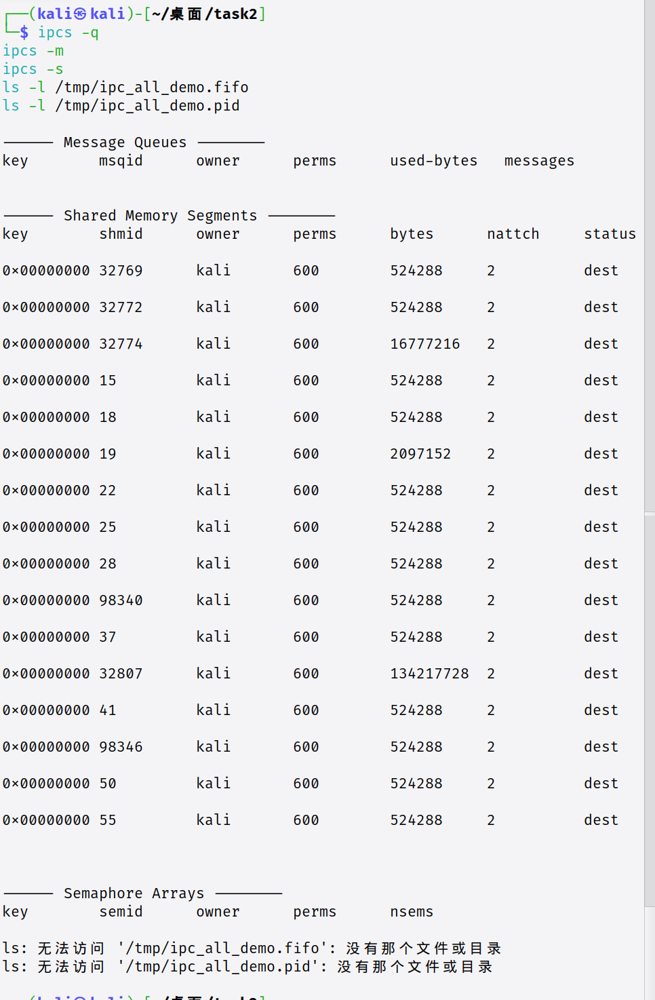 ┌──(kali㉿kali)-[~/桌面/task2]
└─$ ipcs -q
ipcs -m
ipcs -s
ls -l /tmp/ipc_all_demo.fifo
ls -l /tmp/ipc_all_demo.pid
------ Message Queues --------
key        msqid      owner      perms      used-bytes   messages
------ Shared Memory Segments --------
key        shmid      owner      perms      bytes      nattch     status
0x00000000 32769      kali       600        524288     2          dest
0x00000000 32772      kali       600        524288     2          dest
0x00000000 32774      kali       600        16777216   2          dest
0x00000000 15         kali       600        524288     2          dest
0x00000000 18         kali       600        524288     2          dest
0x00000000 19         kali       600        2097152    2          dest
0x00000000 22         kali       600        524288     2          dest
0x00000000 25         kali       600        524288     2          dest
0x00000000 28         kali       600        524288     2          dest
0x00000000 98340      kali       600        524288     2          dest
0x00000000 37         kali       600        524288     2          dest
0x00000000 32807      kali       600        134217728  2          dest
0x00000000 41         kali       600        524288     2          dest
0x00000000 98346      kali       600        524288     2          dest
0x00000000 50         kali       600        524288     2          dest
0x00000000 55         kali       600        524288     2          dest
------ Semaphore Arrays --------
key        semid      owner      perms      nsems
ls: 无法访问 '/tmp/ipc_all_demo.fifo': 没有那个文件或目录
ls: 无法访问 '/tmp/ipc_all_demo.pid': 没有那个文件或目录